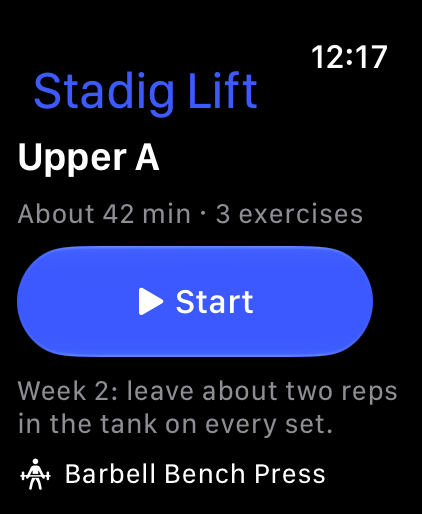 12:17
Stadig Lift
Upper A
About 42 min · 3 exercises
Start
Week 2: leave about two reps
in the tank on every set.
Barbell Bench Press